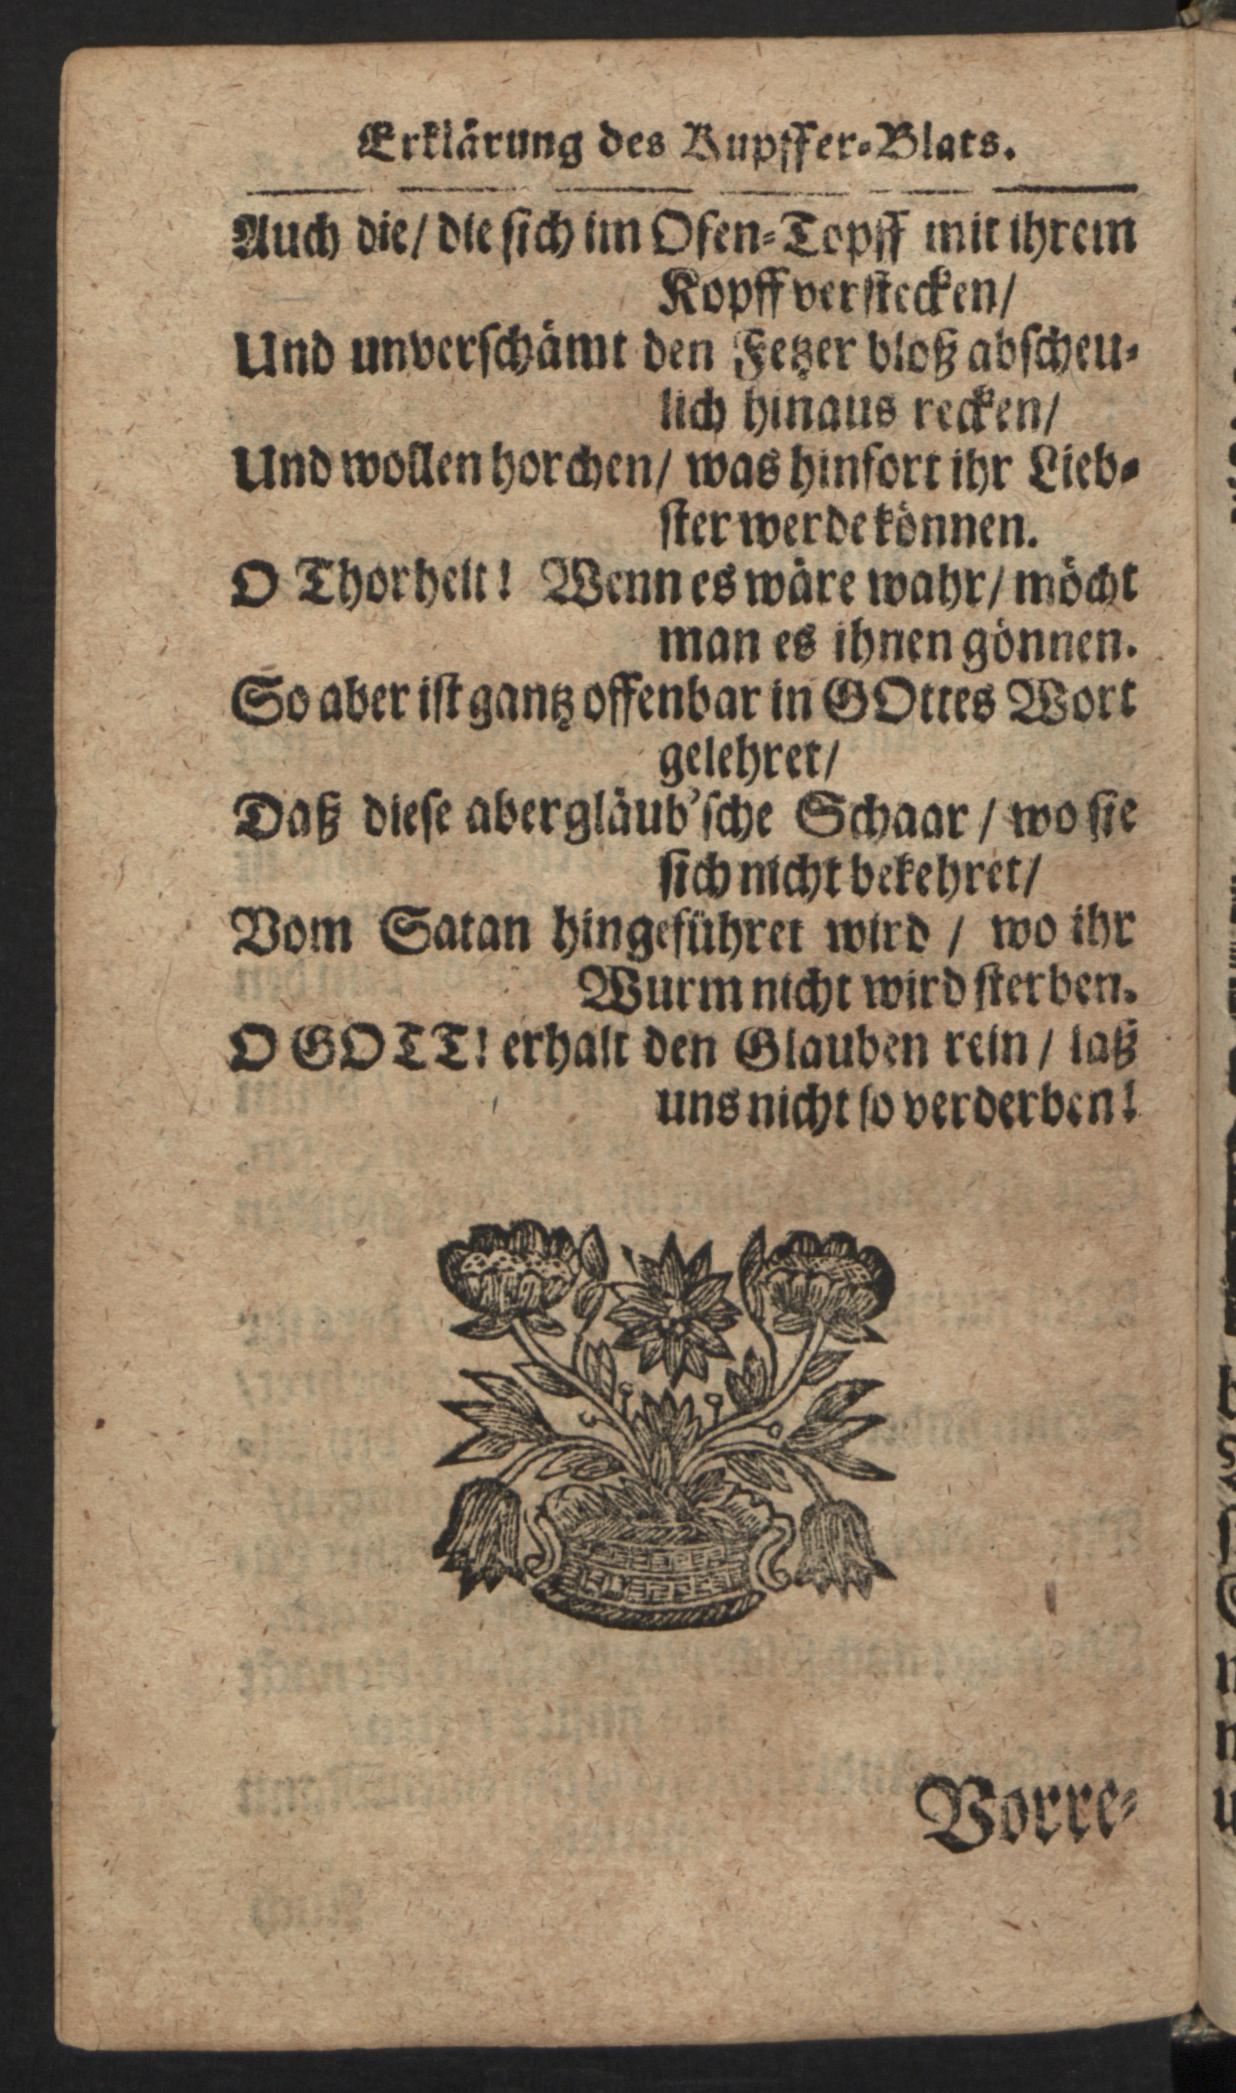 Erklärung des Kupffer-Blats.
Auch die/ die sich im Ofen-Topff mit ihrem
Kopff verstecken/
Und unverschämt den Fetzer bloß abscheu-
lich hinaus recken/
Und wollen horchen/ was hinfort ihr Lieb-
ster werde können.
O Thorheit! Wenn es wäre wahr/ möcht
man es ihnen gönnen.
So aber ist gantz offenbar in GOttes Wort
gelehret/
Daß diese abergläub'sche Schaar/ wo sie
sich nicht bekehret/
Vom Satan hingeführet wird/ wo ihr
Wurm nicht wird sterben.
O GOTT! erhalt den Glauben rein/ laß
uns nicht so verderben!
Vorre-